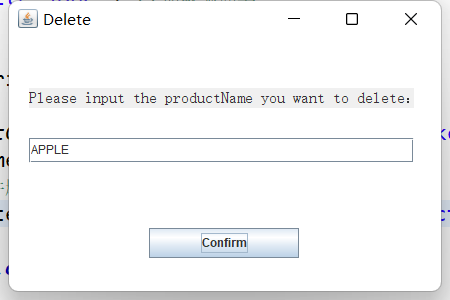 Delete
Please input the productName you want to delete:
APPLE
Confirm